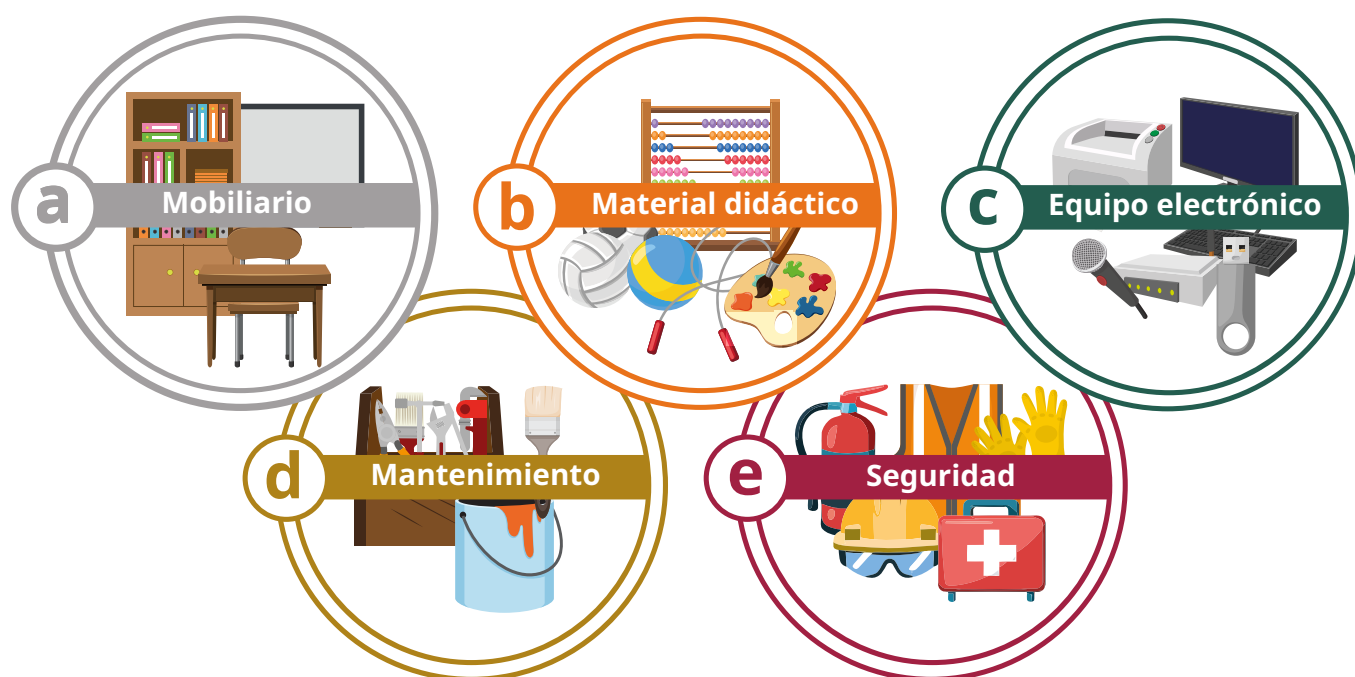 a Mobiliario
b Material didáctico
c Equipo electrónico
d Mantenimiento
e Seguridad